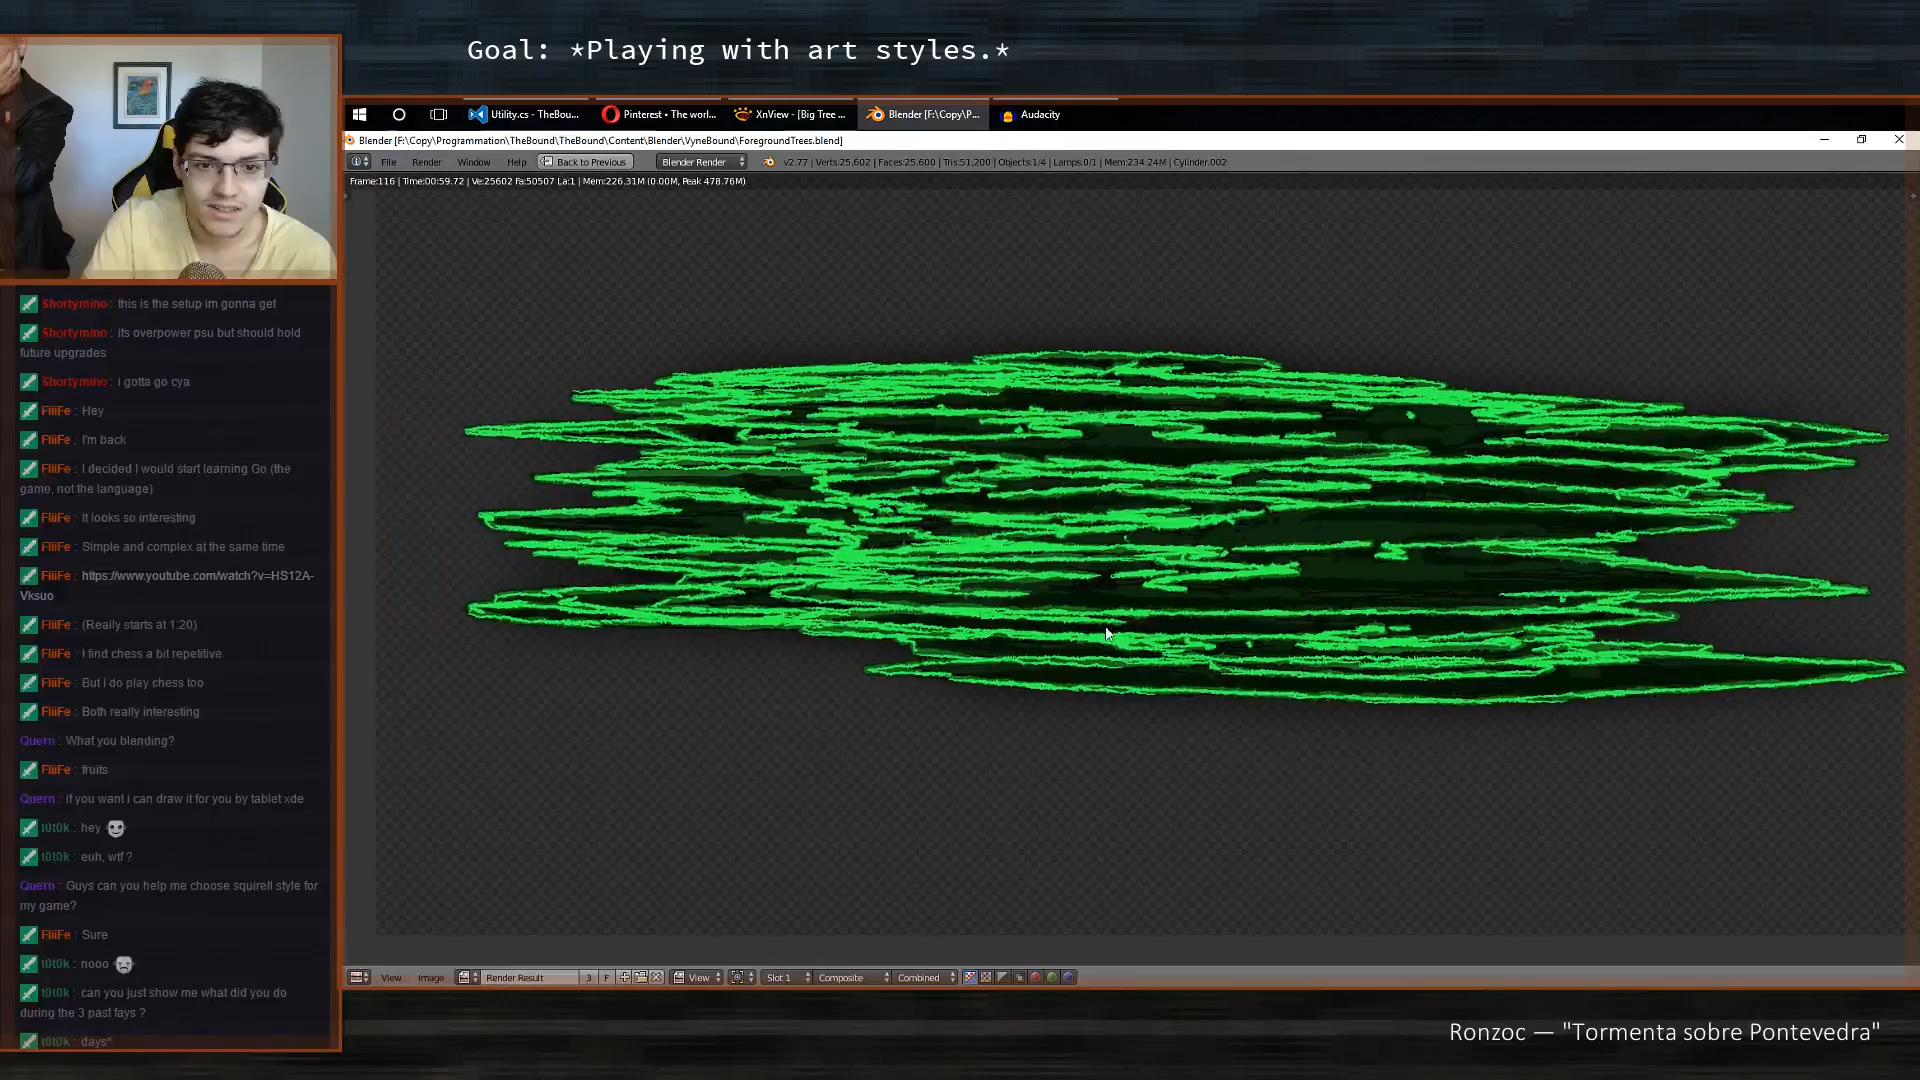 Goal: *Playing with art styles.*
Utility.cs - TheBou...
Pinterest • The worl...
XnView - [Big Tree ...
Blender [F:\Copy\P...
Audacity
Blender [F:\Copy\Programmation\TheBound\TheBound\Content\Blender\VyneBound\ForegroundTrees.blend]
File Render Window Help Back to Previous Blender Render v2.77 | Verts:25,602 | Faces:25,600 | Tris:51,200 | Objects:1/4 | Lamps:0/1 | Mem:234.24M | Cylinder.002
Frame:116 | Time:00:59.72 | Ve:25602 Fa:50507 La:1 | Mem:226.31M (0.00M, Peak 478.76M)
Shortymino: this is the setup im gonna get
Shortymino: its overpower psu but should hold
future upgrades
Shortymino: i gotta go cya
FliiFe: Hey
FliiFe: I'm back
FliiFe: I decided I would start learning Go (the
game, not the language)
FliiFe: It looks so interesting
FliiFe: Simple and complex at the same time
FliiFe: https://www.youtube.com/watch?v=HS12A-
Vksuo
FliiFe: (Really starts at 1:20)
FliiFe: I find chess a bit repetitive
FliiFe: But I do play chess too
FliiFe: Both really interesting
Quern: What you blending?
FliiFe: fruits
Quern: if you want i can draw it for you by tablet xde
t0t0k: hey
t0t0k: euh, wtf ?
Quern: Guys can you help me choose squirell style for
my game?
FliiFe: Sure
t0t0k: nooo
t0t0k: can you just show me what did you do
during the 3 past fays ?
t0t0k: days*
View Image Render Result 3 F View Slot 1 Composite Combined
Ronzoc — "Tormenta sobre Pontevedra"